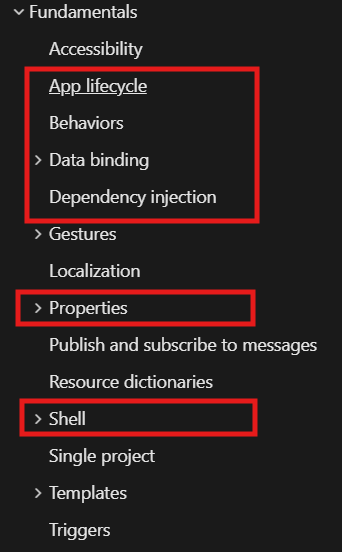 Fundamentals
Accessibility
App lifecycle
Behaviors
Data binding
Dependency injection
Gestures
Localization
Properties
Publish and subscribe to messages
Resource dictionaries
Shell
Single project
Templates
Triggers